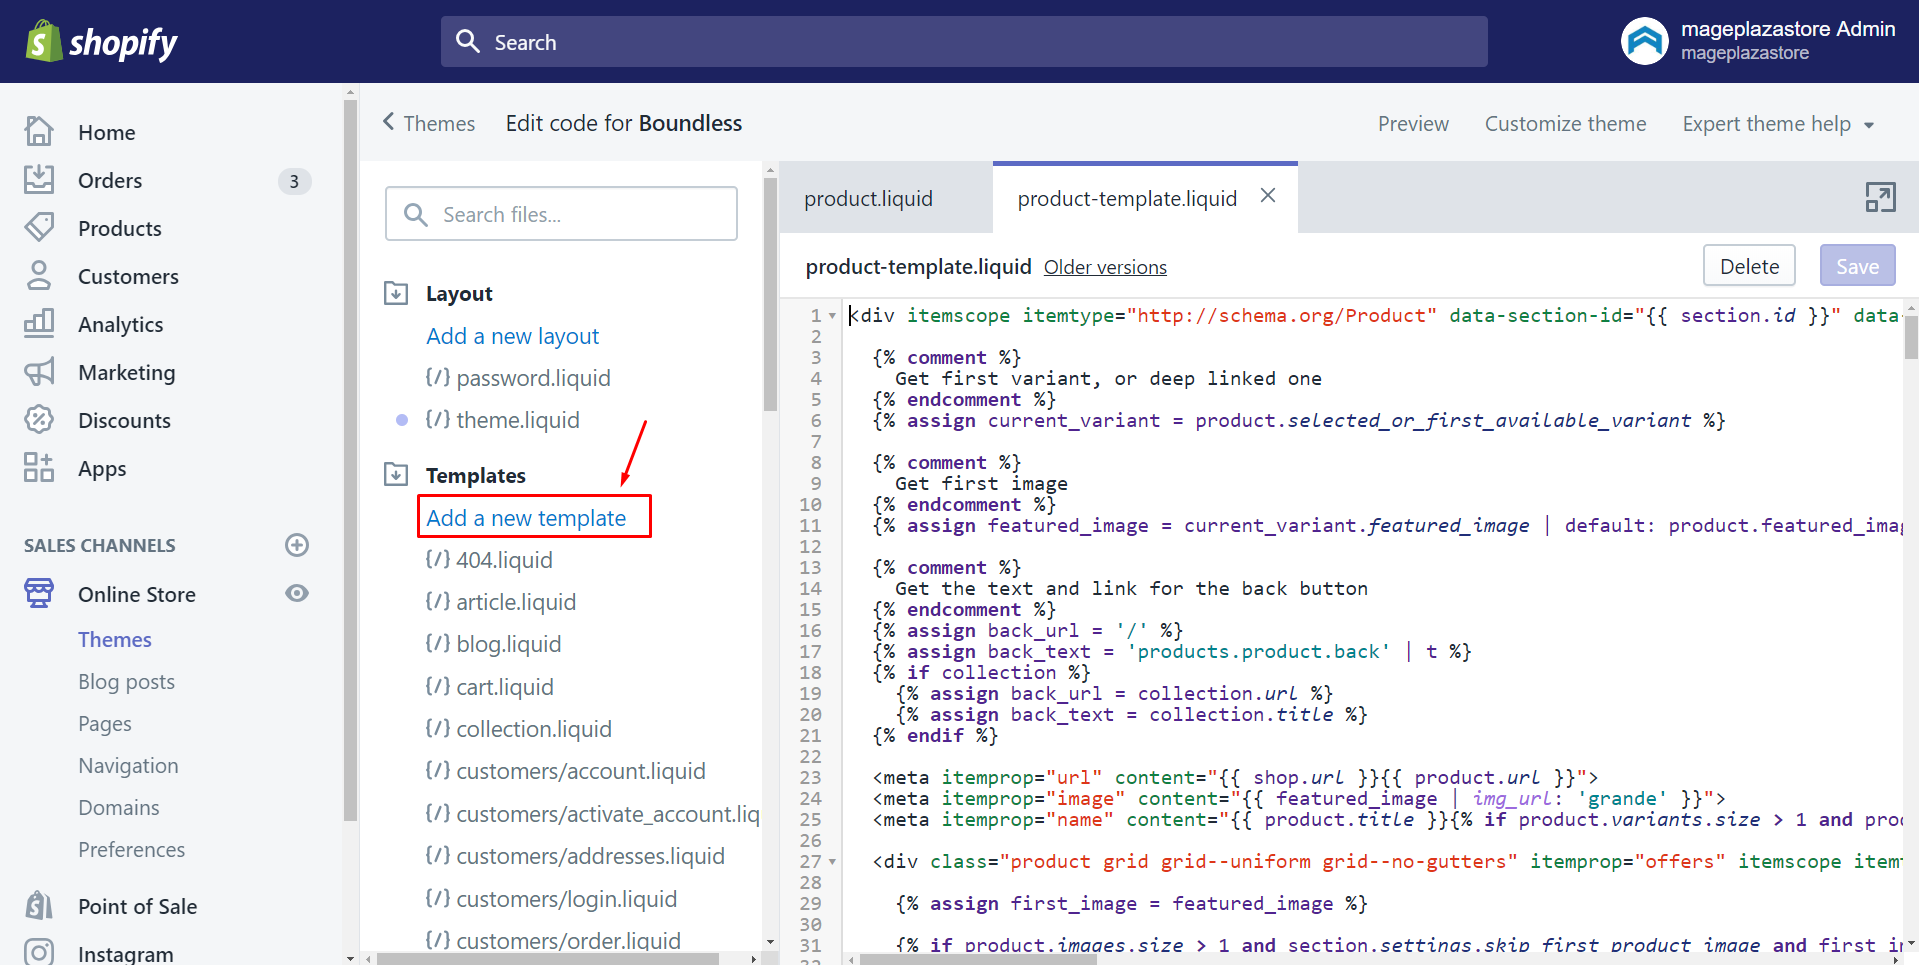 shopify
Search
mageplazastore Admin
mageplazastore
Home
Orders
3
Products
Customers
Analytics
Marketing
Discounts
Apps
SALES CHANNELS
Online Store
Themes
Blog posts
Pages
Navigation
Domains
Preferences
Point of Sale
Instagram
Themes
Edit code for Boundless
Preview
Customize theme
Expert theme help
Search files...
Layout
Add a new layout
{/} password.liquid
{/} theme.liquid
Templates
Add a new template
{/} 404.liquid
{/} article.liquid
{/} blog.liquid
{/} cart.liquid
{/} collection.liquid
{/} customers/account.liquid
{/} customers/activate_account.liq
{/} customers/addresses.liquid
{/} customers/login.liquid
{/} customers/order.liquid
product.liquid
product-template.liquid
product-template.liquid Older versions
Delete
Save
1 <div itemscope itemtype="http://schema.org/Product" data-section-id="{{ section.id }}" data-
2
3 {% comment %}
4 Get first variant, or deep linked one
5 {% endcomment %}
6 {% assign current_variant = product.selected_or_first_available_variant %}
7
8 {% comment %}
9 Get first image
10 {% endcomment %}
11 {% assign featured_image = current_variant.featured_image | default: product.featured_imag
12
13 {% comment %}
14 Get the text and link for the back button
15 {% endcomment %}
16 {% assign back_url = '/' %}
17 {% assign back_text = 'products.product.back' | t %}
18 {% if collection %}
19 {% assign back_url = collection.url %}
20 {% assign back_text = collection.title %}
21 {% endif %}
22
23 <meta itemprop="url" content="{{ shop.url }}{{ product.url }}">
24 <meta itemprop="image" content="{{ featured_image | img_url: 'grande' }}">
25 <meta itemprop="name" content="{{ product.title }}{% if product.variants.size > 1 and proc
26
27 <div class="product grid grid--uniform grid--no-gutters" itemprop="offers" itemscope itemt
28
29 {% assign first_image = featured_image %}
30
31 {% if product.images.size > 1 and section.settings.skip_first_product_image and first_i